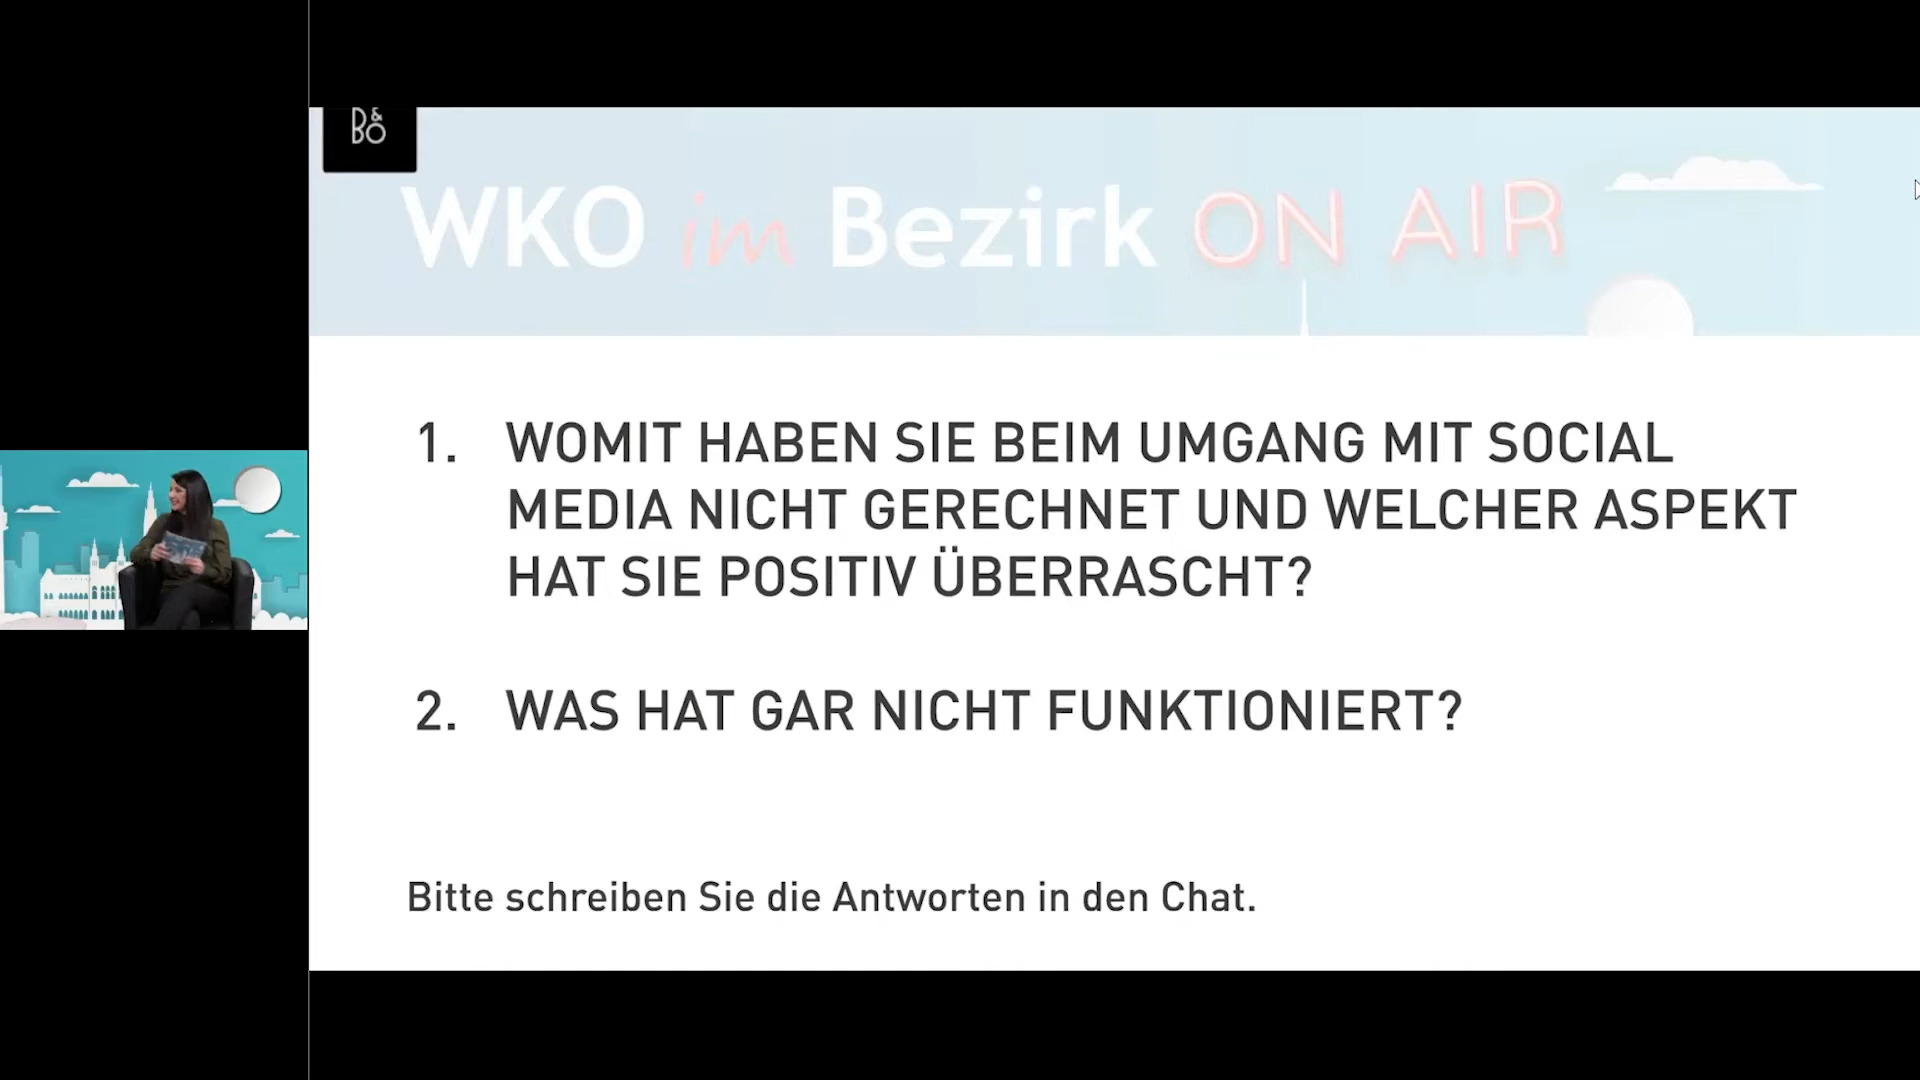 B&O
WKO im Bezirk ON AIR
1. WOMIT HABEN SIE BEIM UMGANG MIT SOCIAL
MEDIA NICHT GERECHNET UND WELCHER ASPEKT
HAT SIE POSITIV ÜBERRASCHT?
2. WAS HAT GAR NICHT FUNKTIONIERT?
Bitte schreiben Sie die Antworten in den Chat.